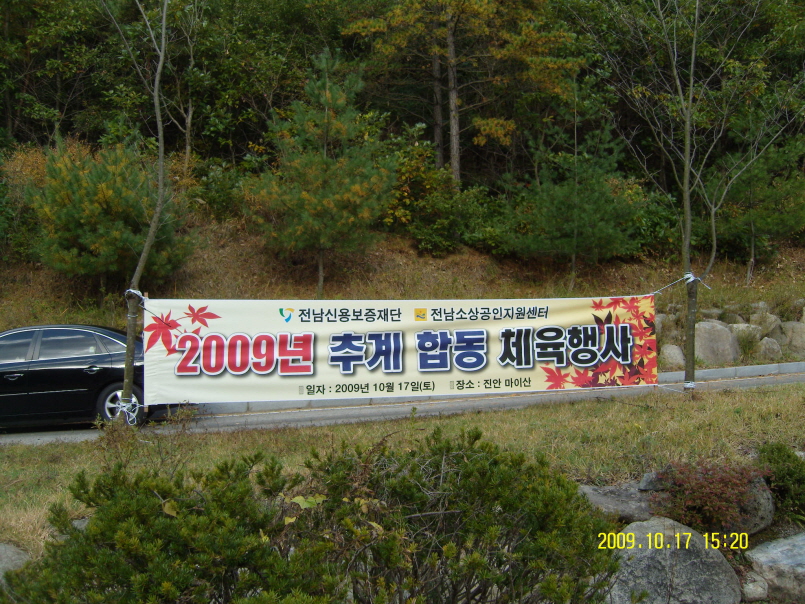 전남신용보증재단 전남소상공인지원센터
2009년 추계 합동 체육행사
일자 : 2009년 10월 17일(토) 장소 : 진안 마이산
2009.10.17 15:20